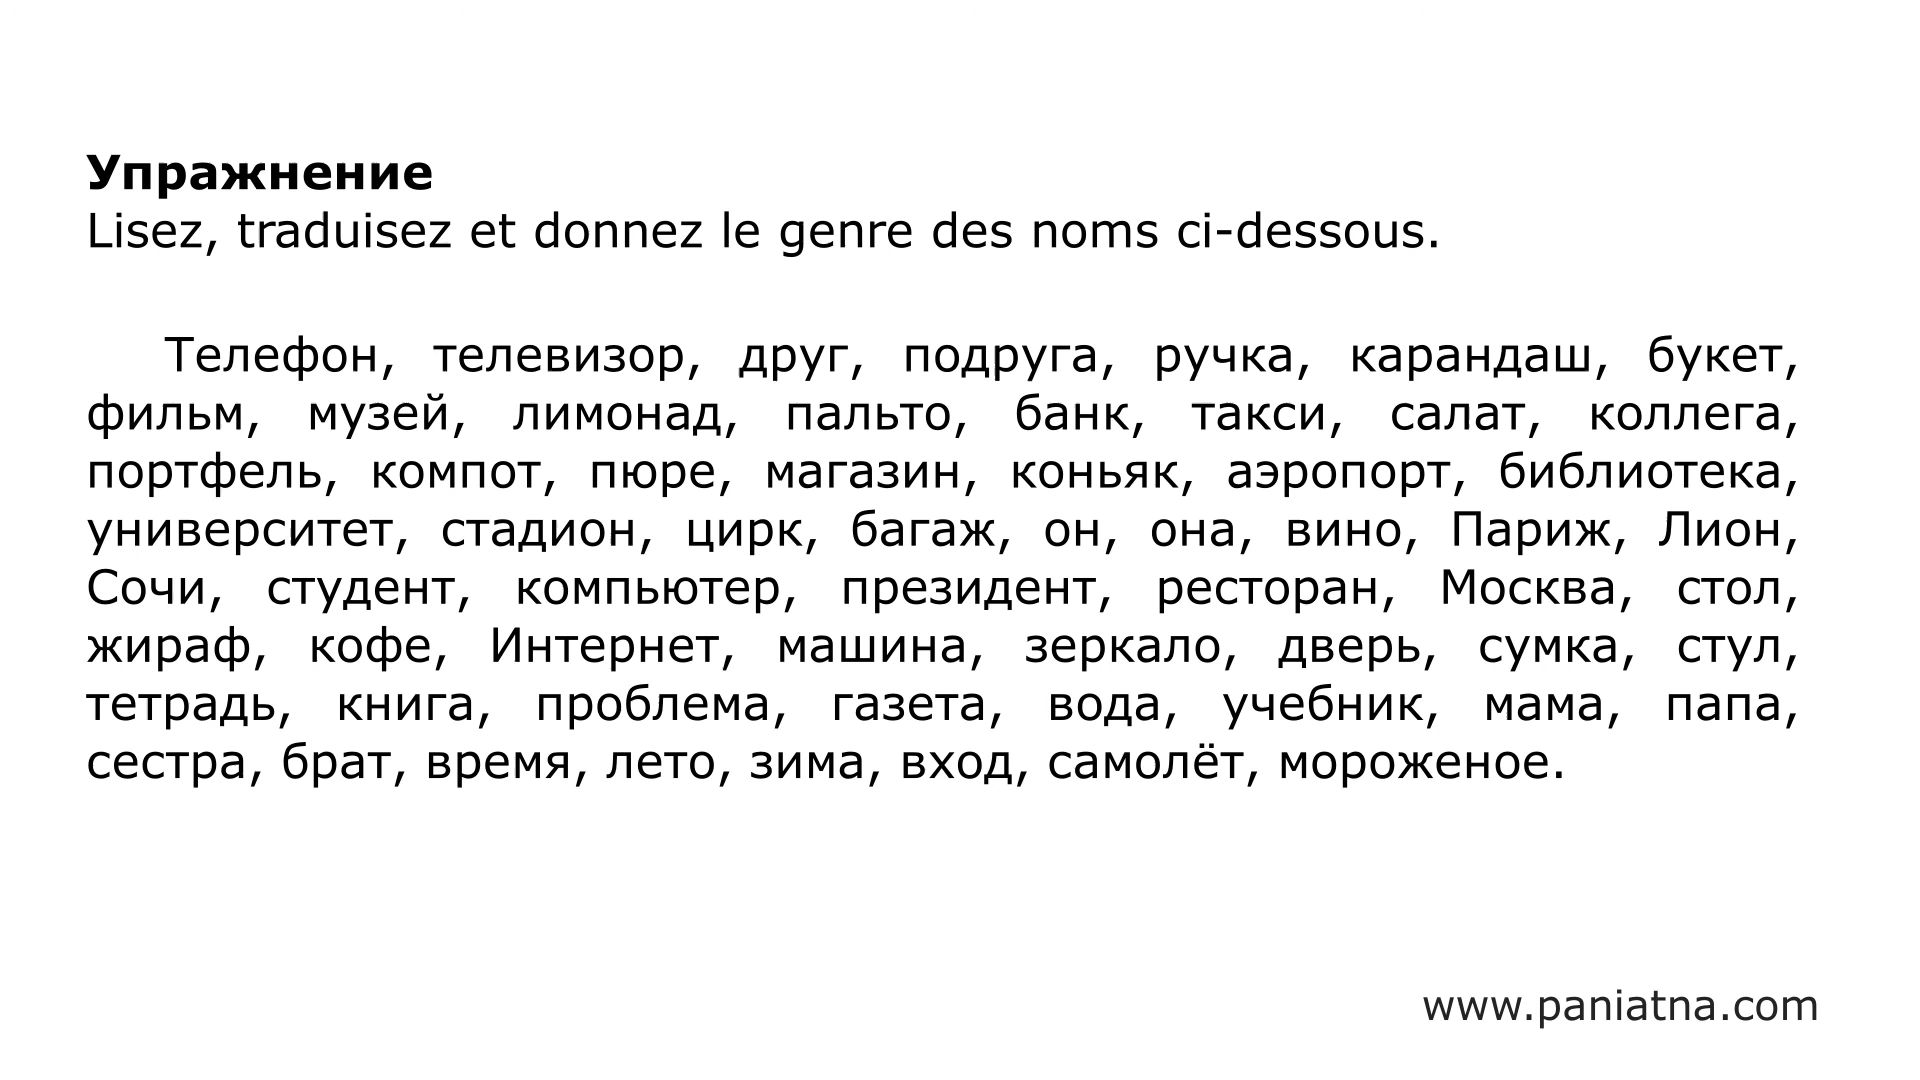 Упражнение
Lisez, traduisez et donnez le genre des noms ci-dessous.
Телефон, телевизор, друг, подруга, ручка, карандаш, букет,
фильм, музей, лимонад, пальто, банк, такси, салат, коллега,
портфель, компот, пюре, магазин, коньяк, аэропорт, библиотека,
университет, стадион, цирк, багаж, он, она, вино, Париж, Лион,
Сочи, студент, компьютер, президент, ресторан, Москва, стол,
жираф, кофе, Интернет, машина, зеркало, дверь, сумка, стул,
тетрадь, книга, проблема, газета, вода, учебник, мама, папа,
сестра, брат, время, лето, зима, вход, самолёт, мороженое.
www.paniatna.com